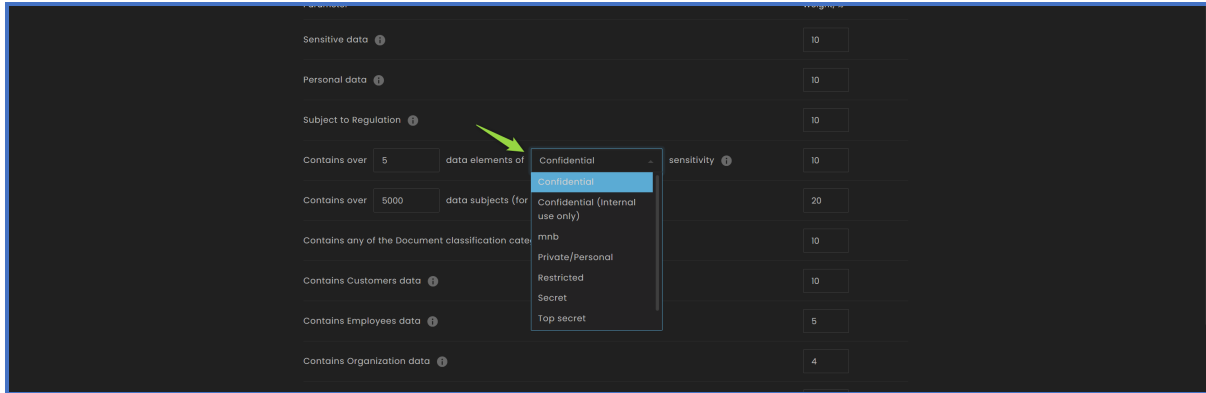 Parameter Weight, %
Sensitive data 10
Personal data 10
Subject to Regulation 10
Contains over 5 data elements of Confidential sensitivity 10
Confidential
Contains over 5000 data subjects (for 20
Confidential (Internal
use only)
mnb
Contains any of the Document classification cate 10
Private/Personal
Restricted
Contains Customers data 10
Secret
Top secret
Contains Employees data 5
Contains Organization data 4